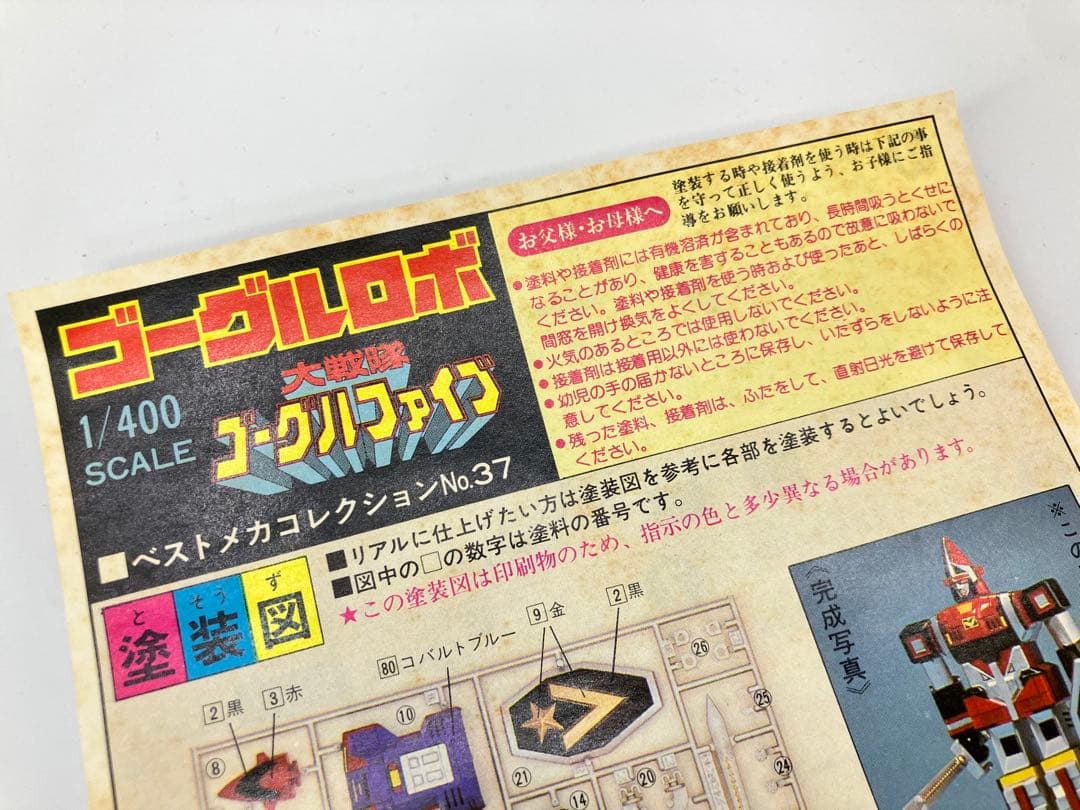 ゴーグルロボ
1/400
SCALE
大戦隊
ゴーグルファイブ
■ベストメカコレクションNo.37
塗装する時や接着剤を使う時は下記の事
を守って正しく使うよう、お子様にご指
導をお願いします。
お父様・お母様へ
●塗料や接着剤には有機溶済が含まれており、長時間吸うとくせに
なることがあり、健康を害することもあるので故意に吸わないで
ください。塗料や接着剤を使う時および使ったあと、しばらくの
間窓を開け換気をよくしてください。
●火気のあるところでは使用しないでください。
●接着剤は接着用以外には使わないでください。
●幼児の手の届かないところに保存し、いたずらをしないように注
意してください。
●残った塗料、接着剤は、ふたをして、直射日光を避けて保存して
ください。
■リアルに仕上げたい方は塗装図を参考に各部を塗装するとよいでしょう。
■図中の□の数字は塗料の番号です。
★この塗装図は印刷物のため、指示の色と多少異なる場合があります。
とそうず
塗装図
2黒
3赤
80コバルトブルー
9金
2黒
8
10
21
14
20
24
25
26
《完成写真》
※
この